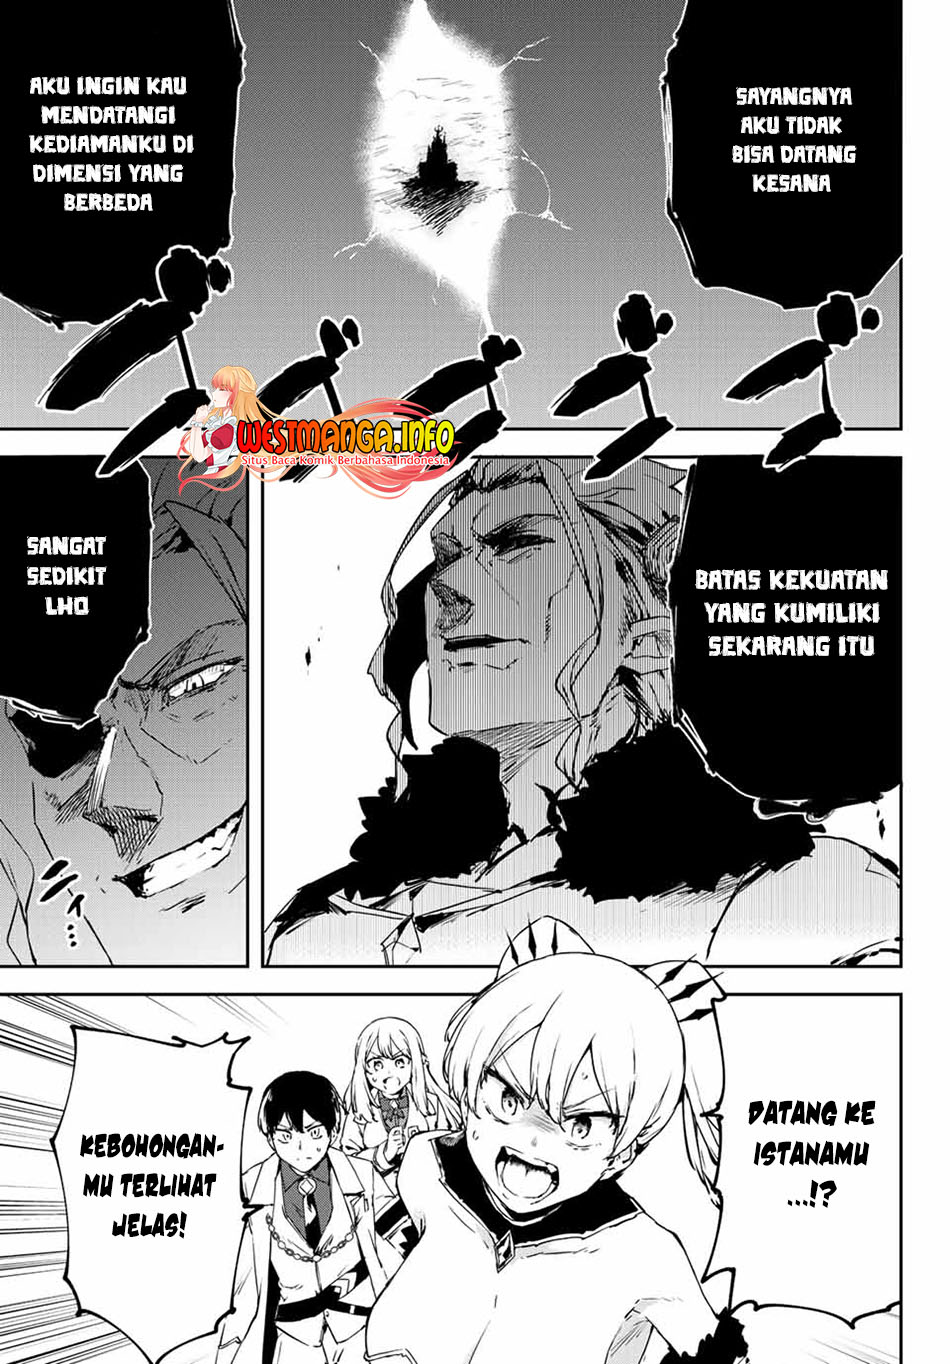 SAYANGNYA
AKU TIDAK
BISA DATANG
KESANA
AKU INGIN KAU
MENDATANGI
KEDIAMANKU DI
DIMENSI YANG
BERBEDA
WESTMANGA.INFO
Situs Baca Komik Berbahasa Indonesia
BATAS KEKUATAN
YANG KUMILIKI
SEKARANG ITU
SANGAT
SEDIKIT
LHO
ニイ…
DATANG KE
ISTANAMU
...!?
KEBOHONGAN-
MU TERLIHAT
JELAS!